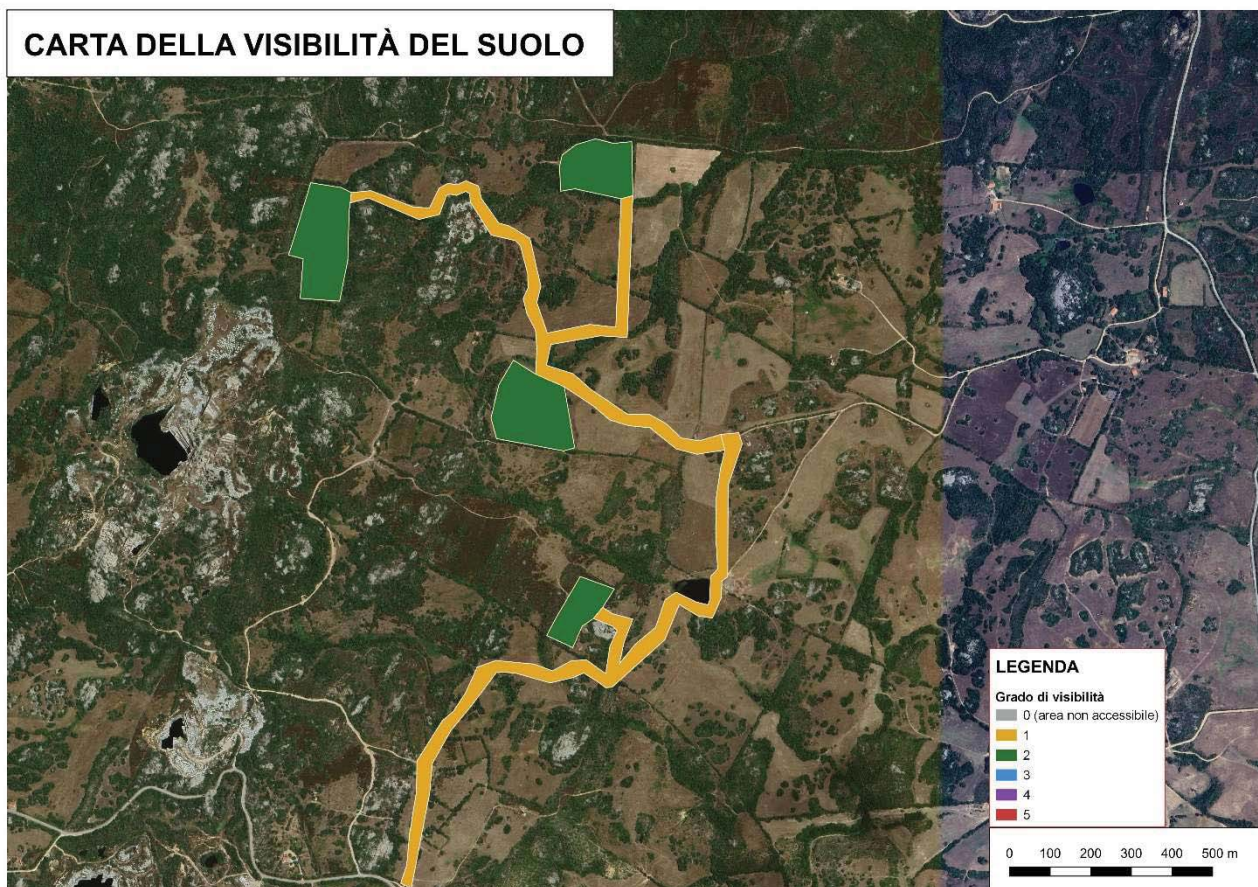 CARTA DELLA VISIBILITÀ DEL SUOLO
LEGENDA
Grado di visibilità
0 (area non accessibile)
1
2
3
4
5
0 100 200 300 400 500 m